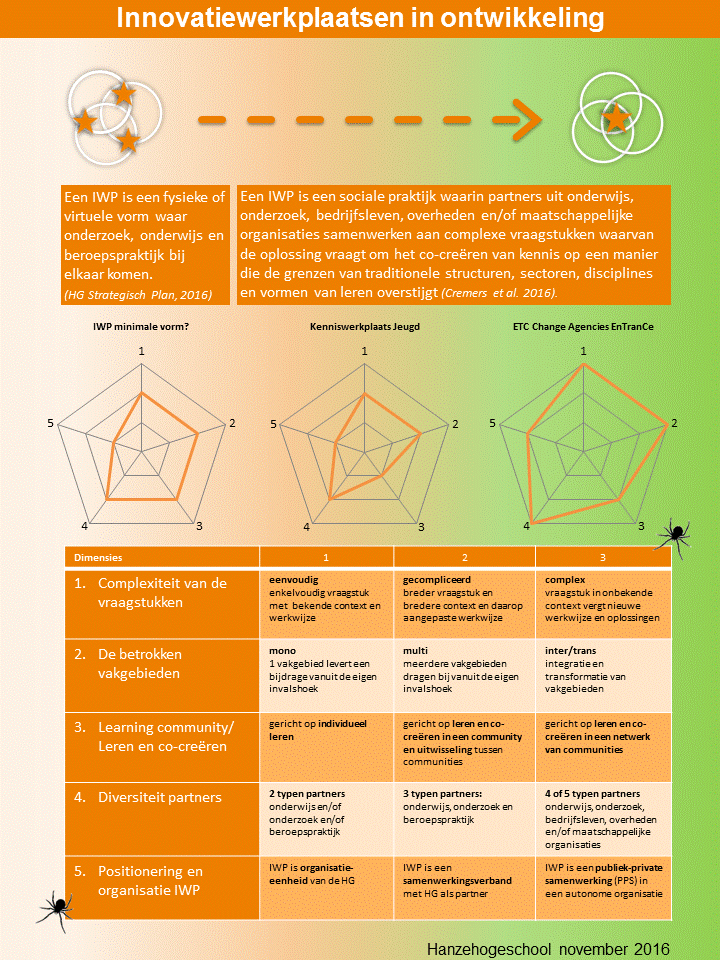 Innovatiewerkplaatsen in ontwikkeling
Een IWP is een fysieke of
virtuele vorm waar
onderzoek, onderwijs en
beroepspraktijk bij
elkaar komen.
(HG Strategisch Plan, 2016)
Een IWP is een sociale praktijk waarin partners uit onderwijs,
onderzoek, bedrijfsleven, overheden en/of maatschappelijke
organisaties samenwerken aan complexe vraagstukken waarvan
de oplossing vraagt om het co-creëren van kennis op een manier
die de grenzen van traditionele structuren, sectoren, disciplines
en vormen van leren overstijgt (Cremers et al. 2016).
IWP minimale vorm?
1
2
3
4
5
Kenniswerkplaats Jeugd
1
2
3
4
5
ETC Change Agencies EnTranCe
1
2
3
4
5
Dimensies 1 2 3
1. Complexiteit van de
vraagstukken
eenvoudig
enkelvoudig vraagstuk
met bekende context en
werkwijze
gecompliceerd
breder vraagstuk en
bredere context en daarop
aangepaste werkwijze
complex
vraagstuk in onbekende
context vergt nieuwe
werkwijze en oplossingen
2. De betrokken
vakgebieden
mono
1 vakgebied levert een
bijdrage vanuit de eigen
invalshoek
multi
meerdere vakgebieden
dragen bij vanuit de eigen
invalshoek
inter/trans
integratie en
transformatie van
vakgebieden
3. Learning community/
Leren en co-creëren
gericht op individueel
leren
gericht op leren en co-
creëren in een community
en uitwisseling tussen
communities
gericht op leren en co-
creëren in een netwerk
van communities
4. Diversiteit partners
2 typen partners
onderwijs en/of
onderzoek en/of
beroepspraktijk
3 typen partners:
onderwijs, onderzoek en
beroepspraktijk
4 of 5 typen partners
onderwijs, onderzoek,
bedrijfsleven, overheden
en/of maatschappelijke
organisaties
5. Positionering en
organisatie IWP
IWP is organisatie-
eenheid van de HG
IWP is een
samenwerkingsverband
met HG als partner
IWP is een publiek-private
samenwerking (PPS) in
een autonome organisatie
Hanzehogeschool november 2016